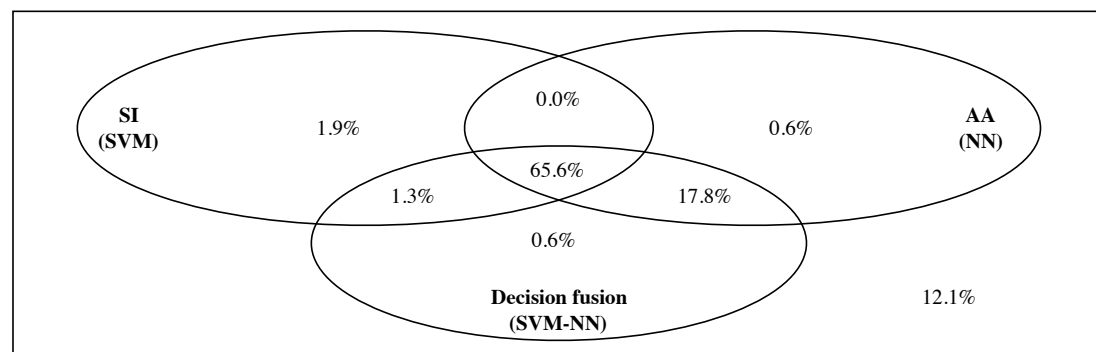 0.0%
SI
(SVM)
1.9%
0.6%
AA
(NN)
65.6%
1.3%
17.8%
0.6%
Decision fusion
(SVM-NN)
12.1%